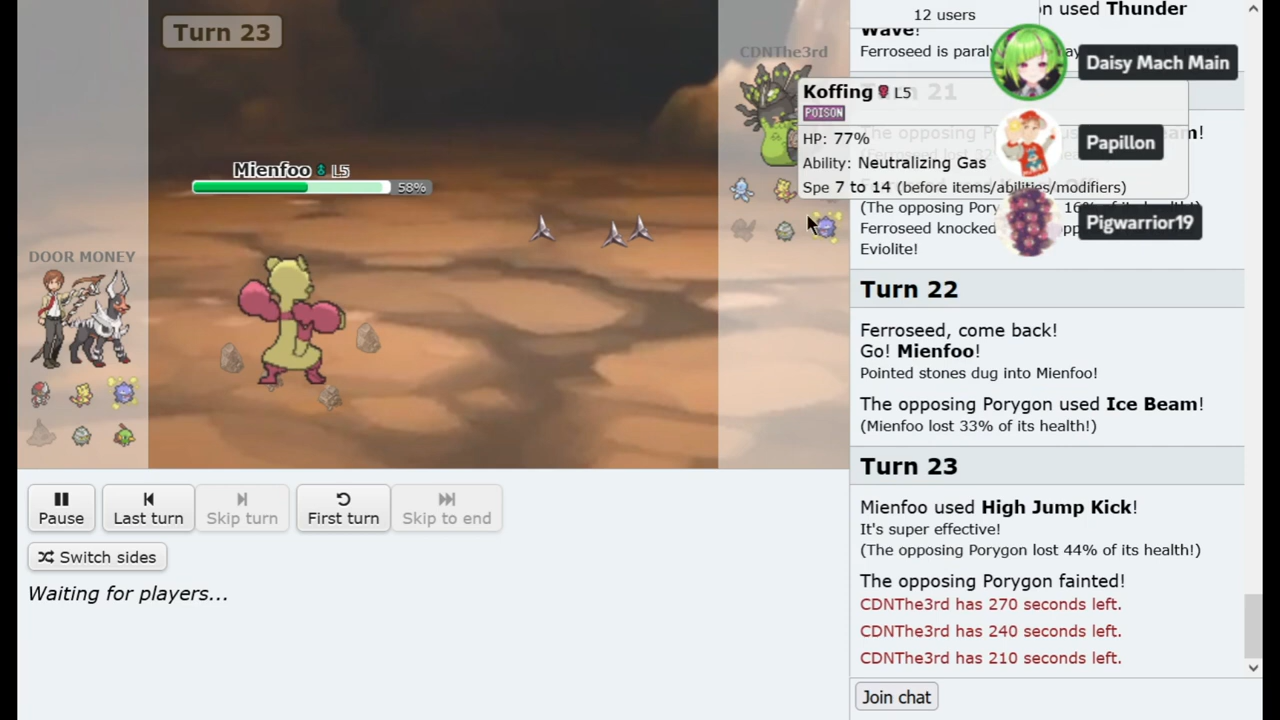 Turn 23
Mienfoo L5
58%
DOOR MONEY
CDNThe3rd
Koffing L5
POISON
HP: 77%
Ability: Neutralizing Gas
Spe 7 to 14 (before items/abilities/modifiers)
Pause
Last turn
Skip turn
First turn
Skip to end
Switch sides
Waiting for players...
12 users
Daisy Mach Main
Papillon
Pigwarrior19
used Thunder
Wave!
Ferroseed is
21
The opposing
(The opposing
Ferroseed knocked
Eviolite!
Turn 22
Ferroseed, come back!
Go! Mienfoo!
Pointed stones dug into Mienfoo!
The opposing Porygon used Ice Beam!
(Mienfoo lost 33% of its health!)
Turn 23
Mienfoo used High Jump Kick!
It's super effective!
(The opposing Porygon lost 44% of its health!)
The opposing Porygon fainted!
CDNThe3rd has 270 seconds left.
CDNThe3rd has 240 seconds left.
CDNThe3rd has 210 seconds left.
Join chat